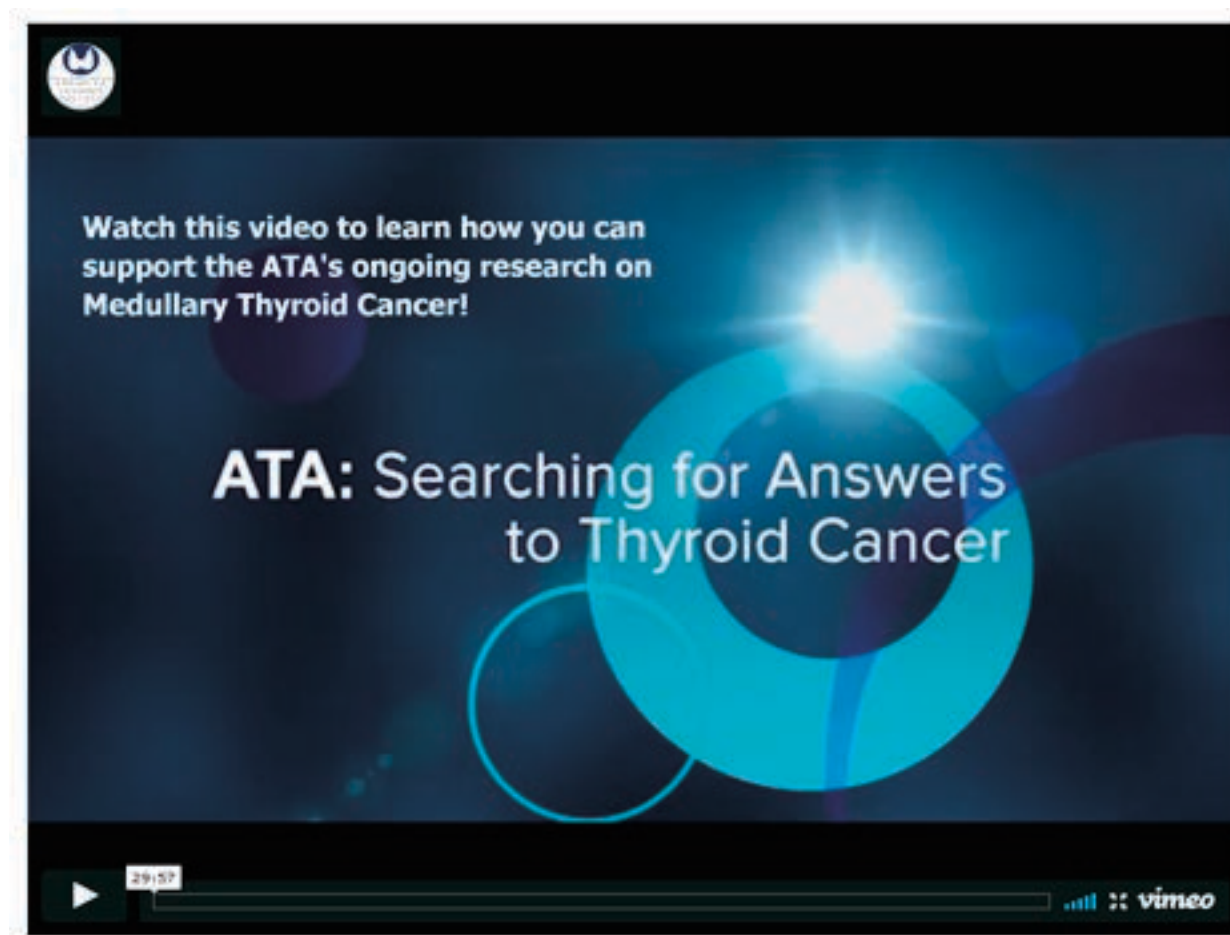 Watch this video to learn how you can
support the ATA's ongoing research on
Medullary Thyroid Cancer!
ATA: Searching for Answers
to Thyroid Cancer
29:57
vimeo